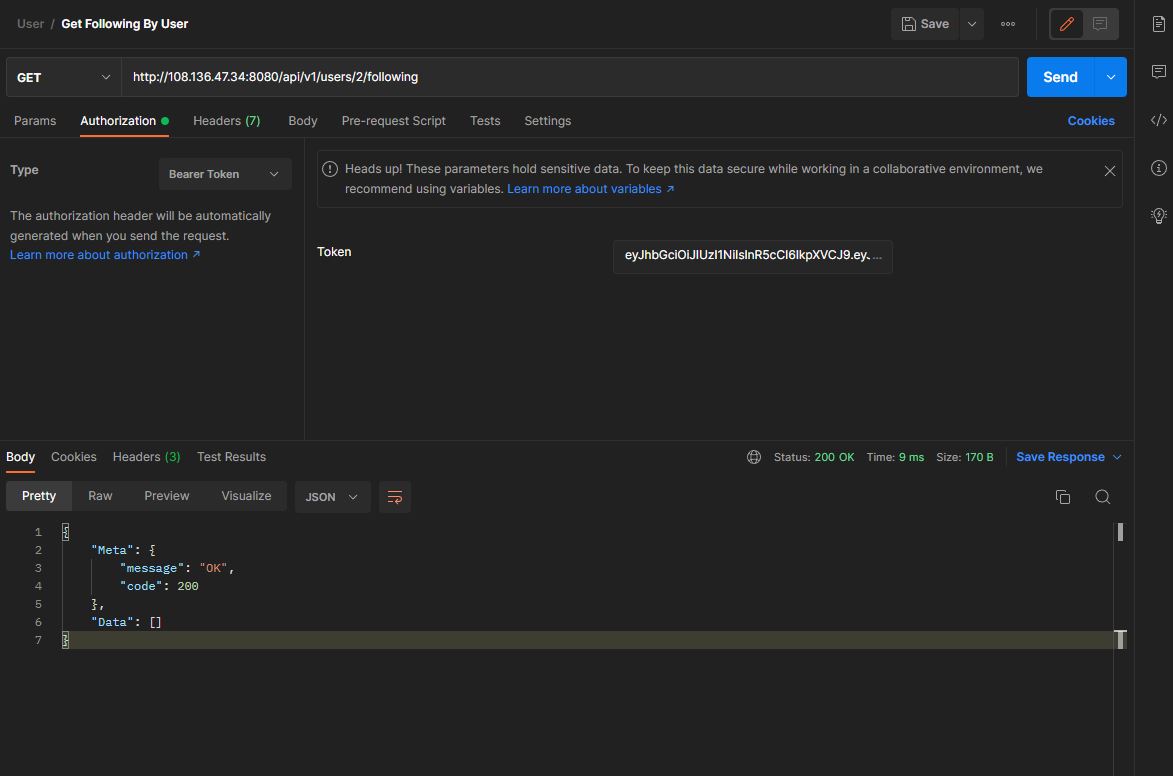 User / Get Following By User
Save
GET
http://108.136.47.34:8080/api/v1/users/2/following
Send
Params Authorization Headers (7) Body Pre-request Script Tests Settings
Cookies
Type
Bearer Token
The authorization header will be automatically
generated when you send the request.
Learn more about authorization ↗
Heads up! These parameters hold sensitive data. To keep this data secure while working in a collaborative environment, we
recommend using variables. Learn more about variables ↗
Token
eyJhbGciOiJIUzI1NiIsInR5cCI6IkpXVCJ9.eyJ...
Body Cookies Headers (3) Test Results
Status: 200 OK Time: 9 ms Size: 170 B
Save Response
Pretty Raw Preview Visualize
JSON
1 {
2 "Meta": {
3 "message": "OK",
4 "code": 200
5 },
6 "Data": []
7 }